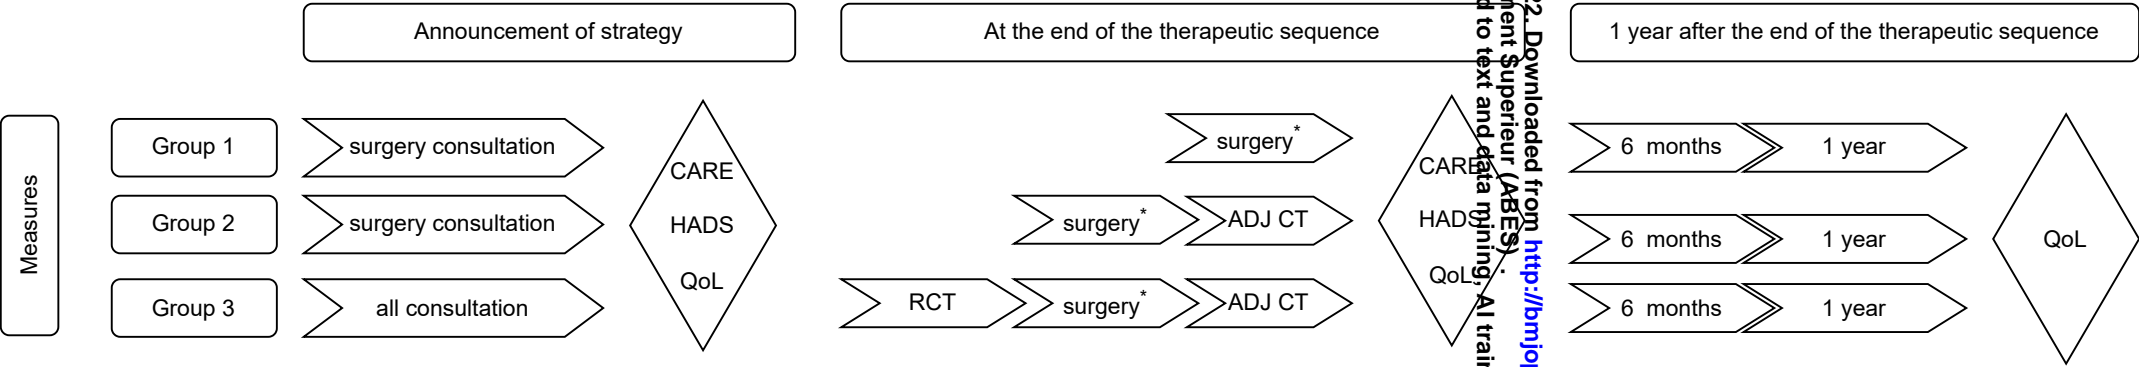 Announcement of strategy
At the end of the therapeutic sequence
1 year after the end of the therapeutic sequence
Measures
Group 1
surgery consultation
Group 2
surgery consultation
Group 3
all consultation
CARE
HADS
QoL
surgery*
surgery*
ADJ CT
RCT
surgery*
ADJ CT
CARE
HADS
QoL
6 months
1 year
6 months
1 year
6 months
1 year
QoL
22. Downloaded from http://bmjo
Superieur (ABES) .
to text and data mining, AI